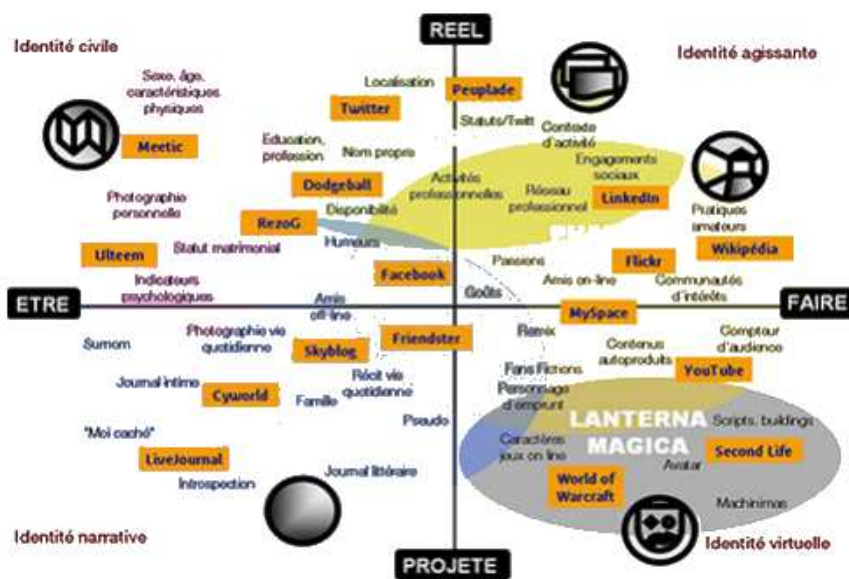 REEL
Identité civile
Identité agissante
Sexe, âge,
caractéristiques
physiques
Localisation
Peuplade
Twitter
Statuts/Twitt
Contexte
d'activité
Meetic
Education,
profession
Nom propre
Engagements
sociaux
Dodgeball
Activités
professionnelles
Réseau
professionnel
LinkedIn
Photographie
personnelle
Disponibilité
Pratiques
amateurs
RezoG
Humeurs
Wikipédia
Ulteem
Statut matrimonial
Passions
Flickr
Facebook
Indicateurs
psychologiques
Goûts
Amis on-line
Communautés
d'intérêts
ETRE
FAIRE
Amis
off-line
MySpace
Surnom
Photographie vie
quotidienne
Friendster
Remix
Compteur
d'audience
Skyblog
Contenus
autoproduits
Fans Fictions
YouTube
Journal intime
Récit vie
quotidienne
Personnage
d'emprunt
Cyworld
Famille
Pseudo
LANTERNA
MAGICA
Scripts, buildings
"Moi caché"
Caractères
jeux on line
Second Life
LiveJournal
Avatar
Introspection
Journal littéraire
World of
Warcraft
Machinimas
Identité narrative
Identité virtuelle
PROJETE